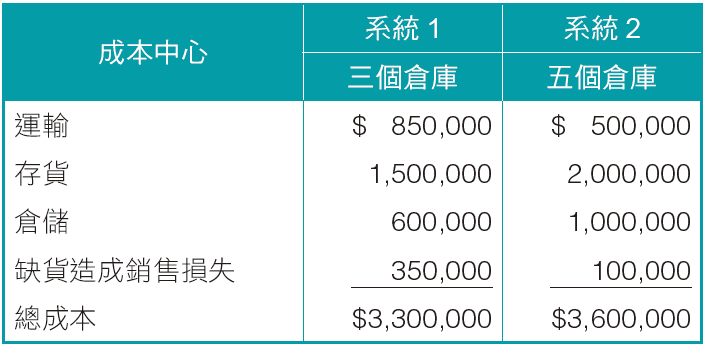 成本中心 系統 1 系統 2
三個倉庫 五個倉庫
運輸 $ 850,000 $ 500,000
存貨 1,500,000 2,000,000
倉儲 600,000 1,000,000
缺貨造成銷售損失 350,000 100,000
總成本 $3,300,000 $3,600,000